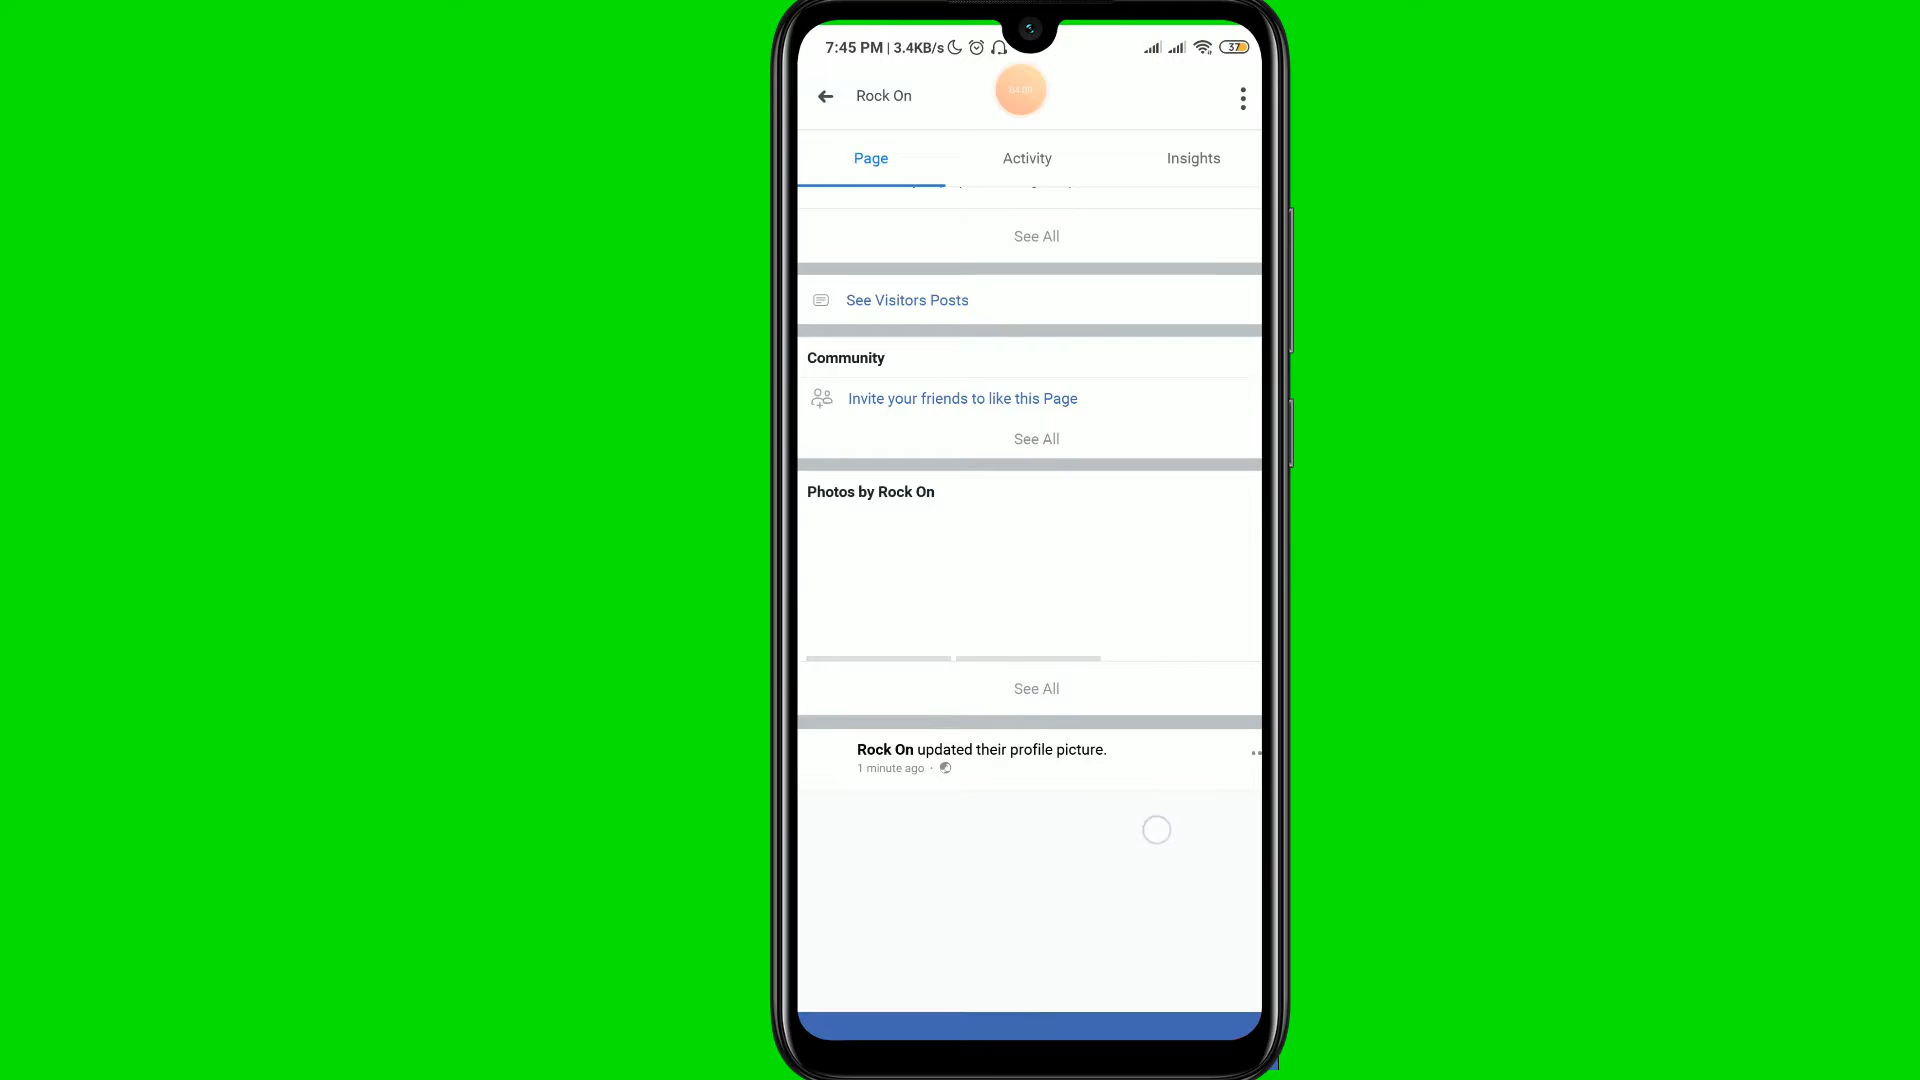 7:45 PM | 3.4KB/s
37
Rock On
Page
Activity
Insights
See All
See Visitors Posts
Community
Invite your friends to like this Page
See All
Photos by Rock On
See All
Rock On updated their profile picture.
1 minute ago ·